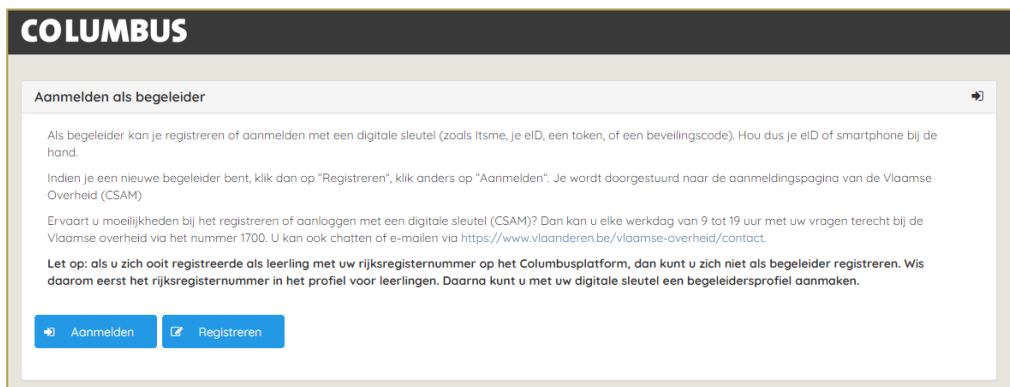 COLUMBUS
Aanmelden als begeleider
Als begeleider kan je registreren of aanmelden met een digitale sleutel (zoals Itsme, je eID, een token, of een beveilingscode). Hou dus je eID of smartphone bij de
hand.
Indien je een nieuwe begeleider bent, klik dan op "Registreren", klik anders op "Aanmelden". Je wordt doorgestuurd naar de aanmeldingspagina van de Vlaamse
Overheid (CSAM)
Ervaart u moeilijkheden bij het registreren of aanloggen met een digitale sleutel (CSAM)? Dan kan u elke werkdag van 9 tot 19 uur met uw vragen terecht bij de
Vlaamse overheid via het nummer 1700. U kan ook chatten of e-mailen via https://www.vlaanderen.be/vlaamse-overheid/contact.
Let op: als u zich ooit registreerde als leerling met uw rijksregisternummer op het Columbusplatform, dan kunt u zich niet als begeleider registreren. Wis
daarom eerst het rijksregisternummer in het profiel voor leerlingen. Daarna kunt u met uw digitale sleutel een begeleidersprofiel aanmaken.
Aanmelden Registreren